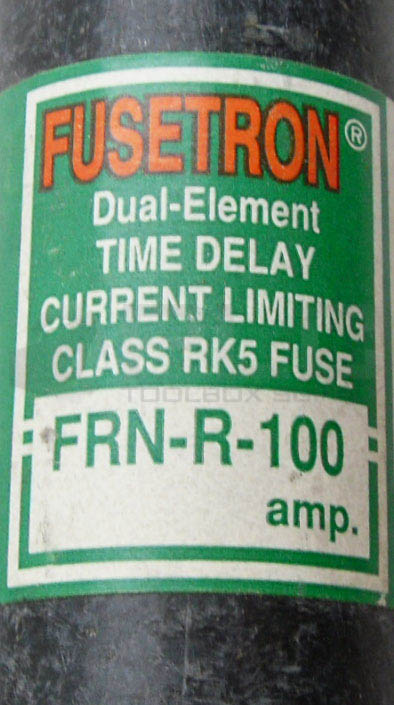 FUSETRON®
Dual-Element
TIME DELAY
CURRENT LIMITING
CLASS RK5 FUSE
FRN-R-100
amp.